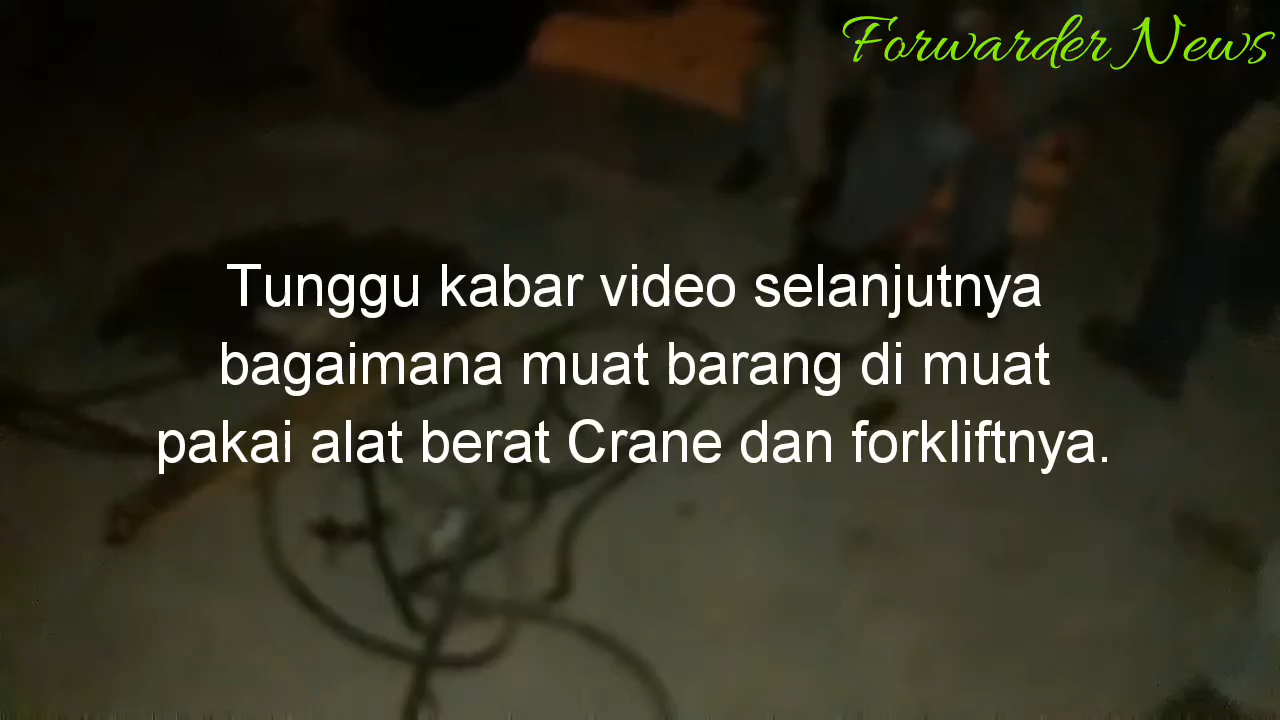 Forwarder News
Tunggu kabar video selanjutnya
bagaimana muat barang di muat
pakai alat berat Crane dan forkliftnya.